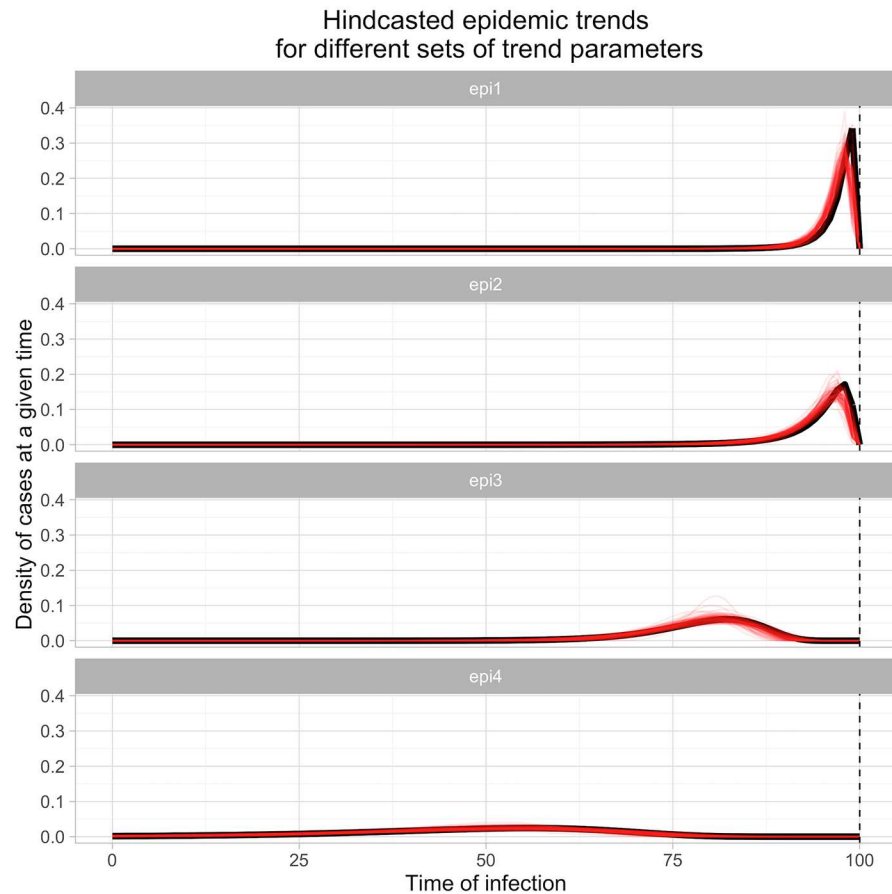 Hindcasted epidemic trends
for different sets of trend parameters
epi1
0.4
0.3
0.2
0.1
0.0
epi2
0.4
0.3
0.2
0.1
0.0
epi3
0.4
0.3
0.2
0.1
0.0
epi4
0.4
0.3
0.2
0.1
0.0
Density of cases at a given time
0 25 50 75 100
Time of infection